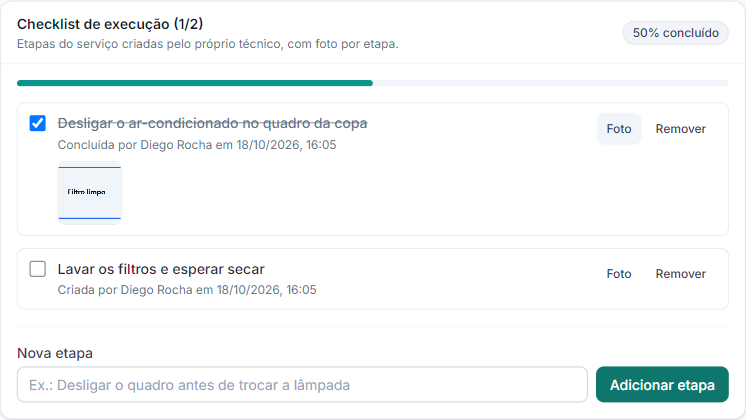 Checklist de execução (1/2)
Etapas do serviço criadas pelo próprio técnico, com foto por etapa.
50% concluído
Desligar o ar-condicionado no quadro da copa
Concluída por Diego Rocha em 18/10/2026, 16:05
Foto
Remover
Filtro limpo
Lavar os filtros e esperar secar
Criada por Diego Rocha em 18/10/2026, 16:05
Foto
Remover
Nova etapa
Ex.: Desligar o quadro antes de trocar a lâmpada
Adicionar etapa